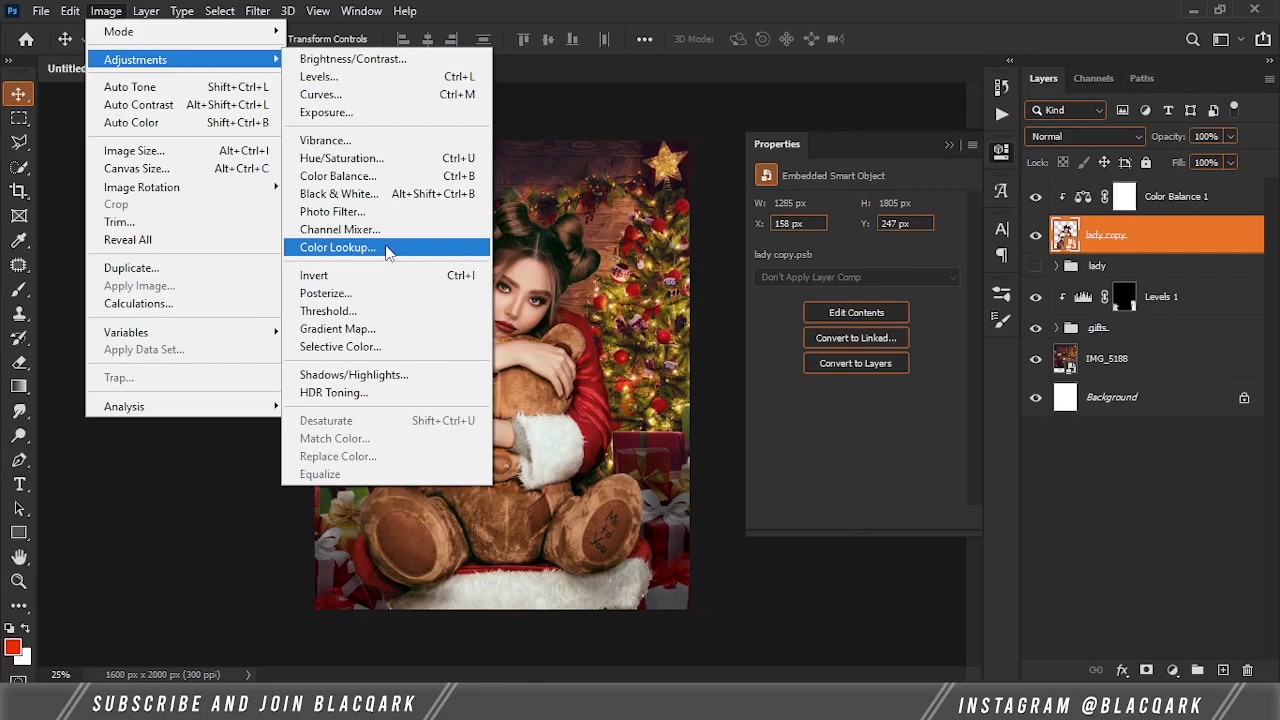 Ps File Edit Image Layer Type Select Filter 3D View Window Help
Transform Controls 3D Mode:
Untitled
Mode
Adjustments
Auto Tone Shift+Ctrl+L
Auto Contrast Alt+Shift+Ctrl+L
Auto Color Shift+Ctrl+B
Image Size... Alt+Ctrl+I
Canvas Size... Alt+Ctrl+C
Image Rotation
Crop
Trim...
Reveal All
Duplicate...
Apply Image...
Calculations...
Variables
Apply Data Set...
Trap...
Analysis
Brightness/Contrast...
Levels... Ctrl+L
Curves... Ctrl+M
Exposure...
Vibrance...
Hue/Saturation... Ctrl+U
Color Balance... Ctrl+B
Black & White... Alt+Shift+Ctrl+B
Photo Filter...
Channel Mixer...
Color Lookup...
Invert Ctrl+I
Posterize...
Threshold...
Gradient Map...
Selective Color...
Shadows/Highlights...
HDR Toning...
Desaturate Shift+Ctrl+U
Match Color...
Replace Color...
Equalize
Me
to
You
Properties
Embedded Smart Object
W: 1285 px H: 1805 px
X: 158 px Y: 247 px
lady copy.psb
Don't Apply Layer Comp
Edit Contents
Convert to Linked...
Convert to Layers
Layers Channels Paths
Kind
Normal Opacity: 100%
Lock: Fill: 100%
Color Balance 1
lady copy
lady
Levels 1
gifts
IMG_5188
Background
25% 1600 px x 2000 px (300 ppi)
SUBSCRIBE AND JOIN BLACQARK
INSTAGRAM @BLACQARK